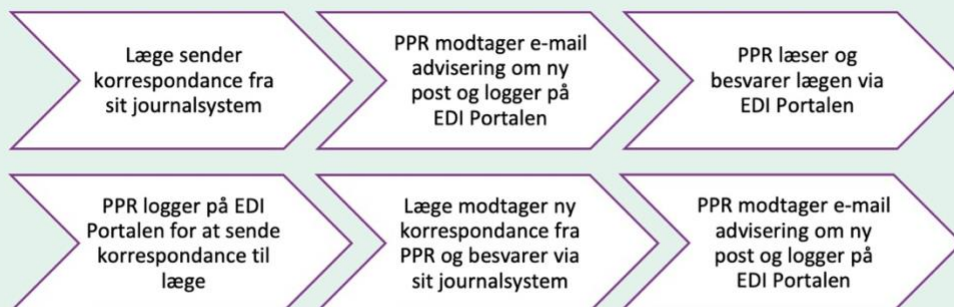 Læge sender
korrespondance fra
sit journalsystem
PPR modtager e-mail
advisering om ny
post og logger på
EDI Portalen
PPR læser og
besvarer lægen via
EDI Portalen
PPR logger på EDI
Portalen for at sende
korrespondance til
læge
Læge modtager ny
korrespondance fra
PPR og besvarer via
sit journalsystem
PPR modtager e-mail
advisering om ny
post og logger på
EDI Portalen